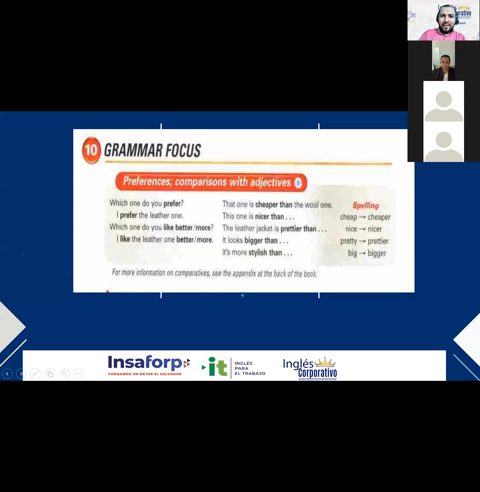 10 GRAMMAR FOCUS
Preferences; comparisons with adjectives
Which one do you prefer?
I prefer the leather one.
Which one do you like better/more?
I like the leather one better/more.
That one is cheaper than the wool one.
This one is nicer than . . .
The leather jacket is prettier than . . .
It looks bigger than . . .
It's more stylish than . . .
Spelling
cheap → cheaper
nice → nicer
pretty → prettier
big → bigger
For more information on comparatives, see the appendix at the back of the book.
Insaforp
FORMANDO UN MEJOR EL SALVADOR
it
INGLÉS
PARA
EL TRABAJO
Inglés
Corporativo